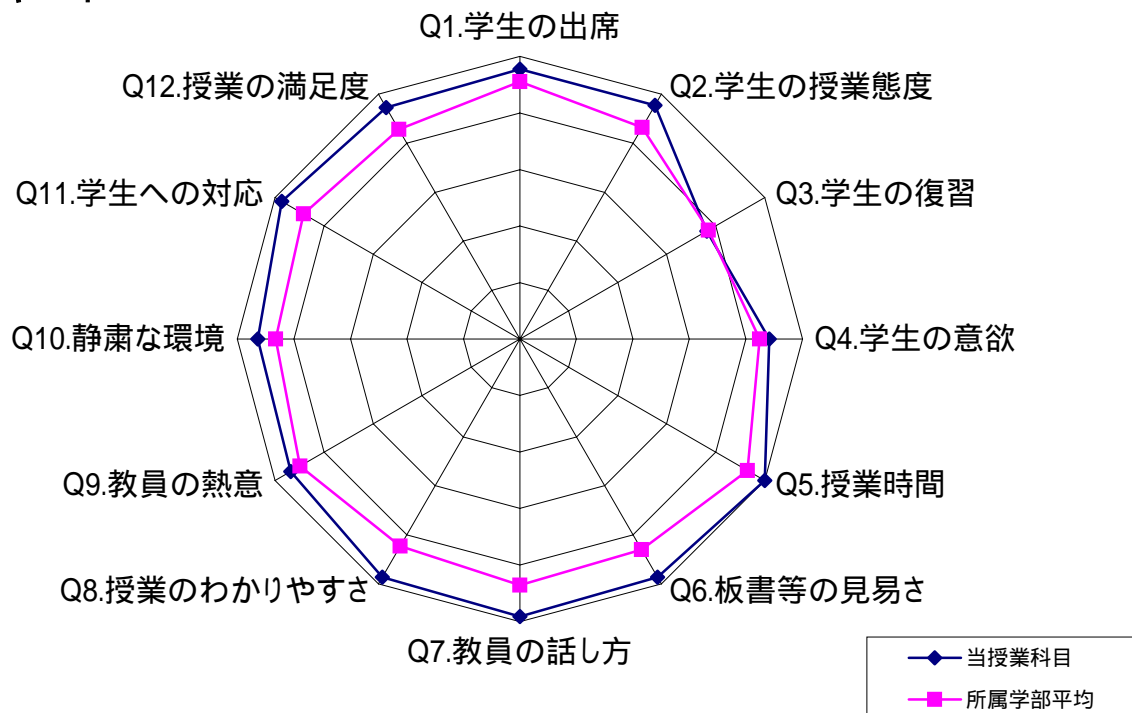 Q1.学生の出席
Q2.学生の授業態度
Q3.学生の復習
Q4.学生の意欲
Q5.授業時間
Q6.板書等の見易さ
Q7.教員の話し方
Q8.授業のわかりやすさ
Q9.教員の熱意
Q10.静粛な環境
Q11.学生への対応
Q12.授業の満足度
当授業科目
所属学部平均